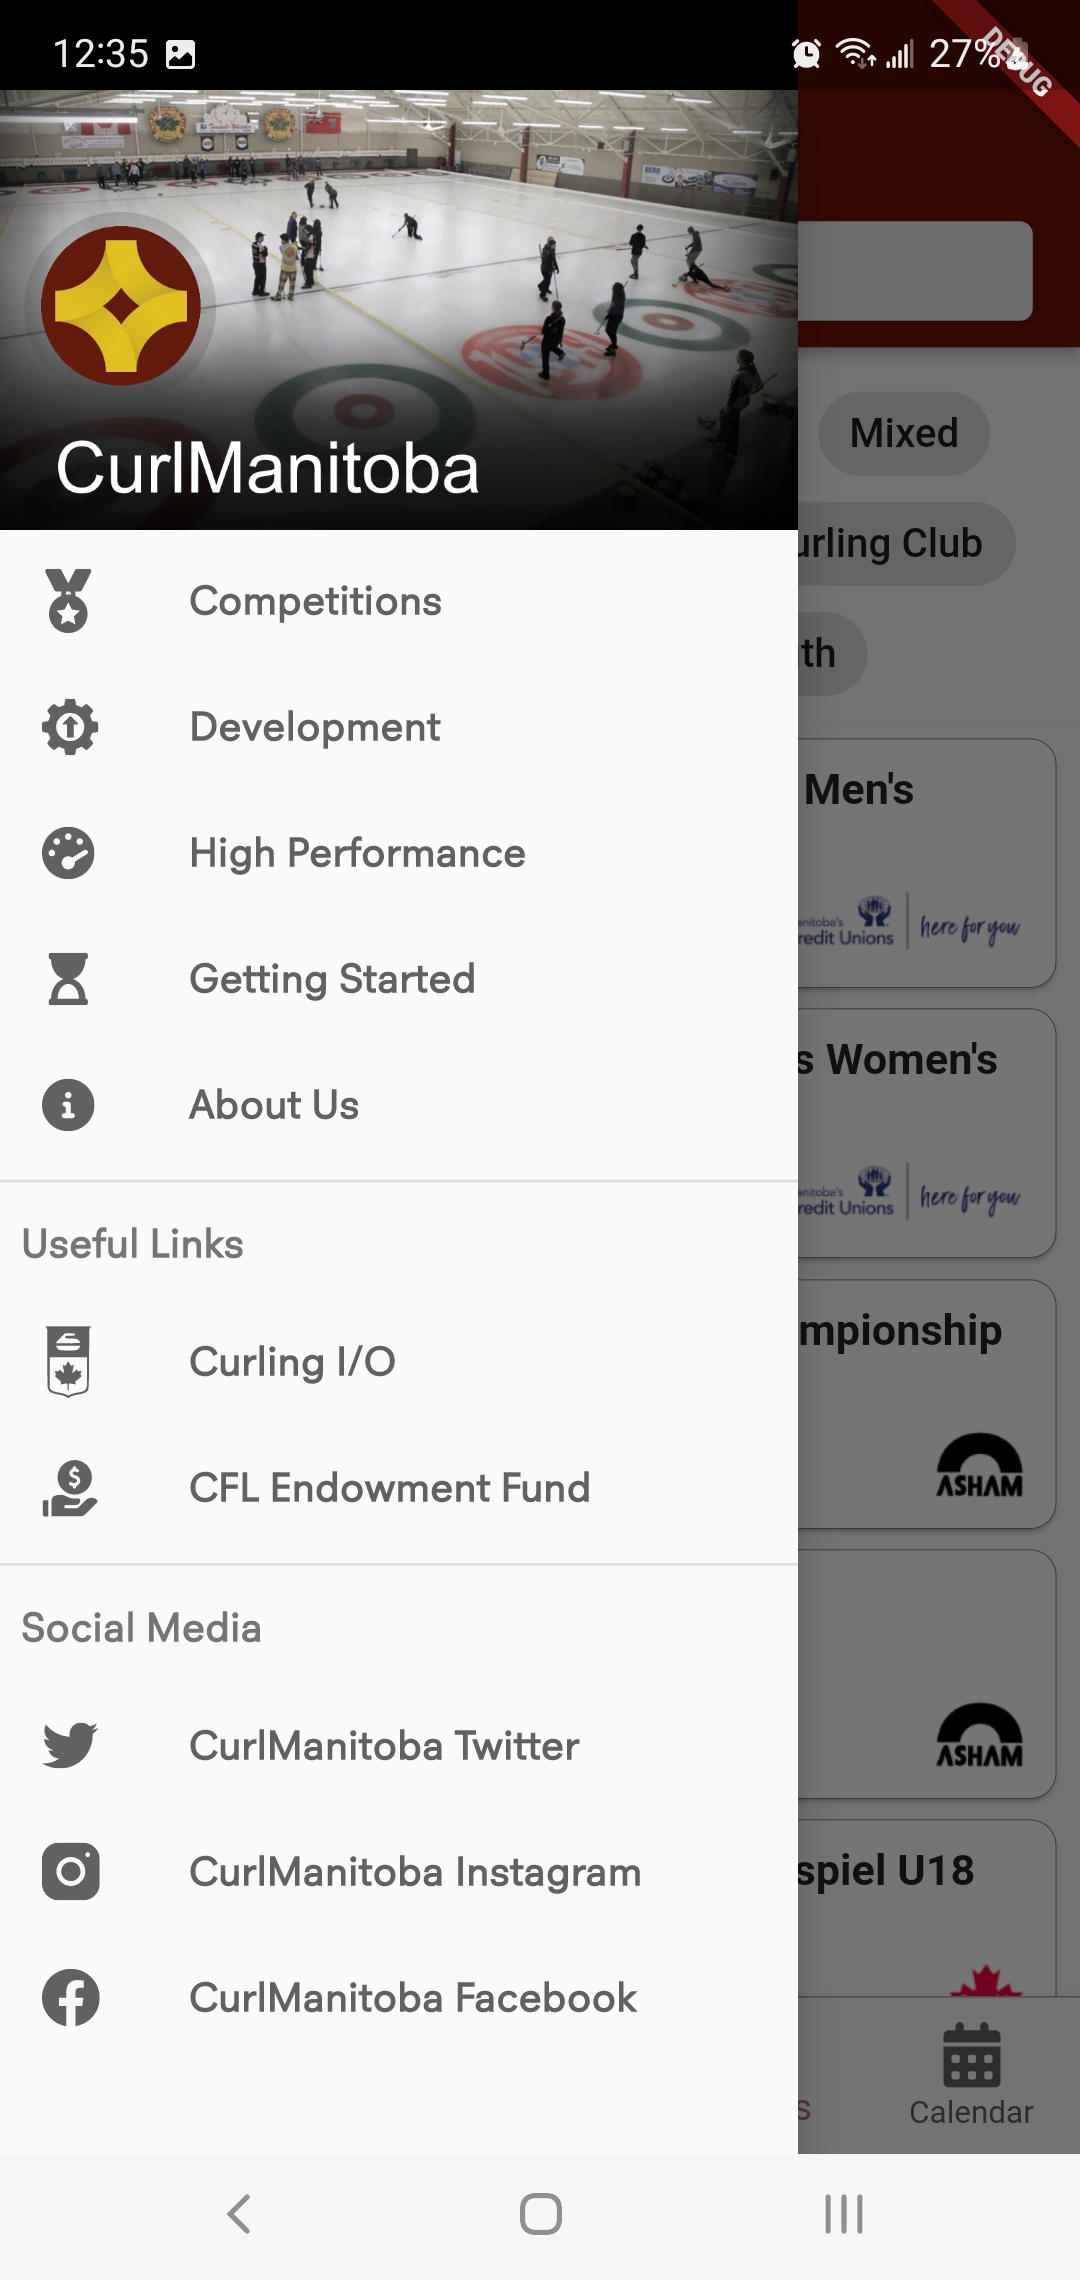 12:35
27%
DEBUG
CurlManitoba
Mixed
urling Club
th
Competitions
Development
High Performance
Getting Started
About Us
Men's
anitoba's
redit Unions
here for you
s Women's
anitoba's
redit Unions
here for you
Useful Links
Curling I/O
CFL Endowment Fund
mpionship
ASHAM
Social Media
CurlManitoba Twitter
CurlManitoba Instagram
CurlManitoba Facebook
ASHAM
spiel U18
s
Calendar